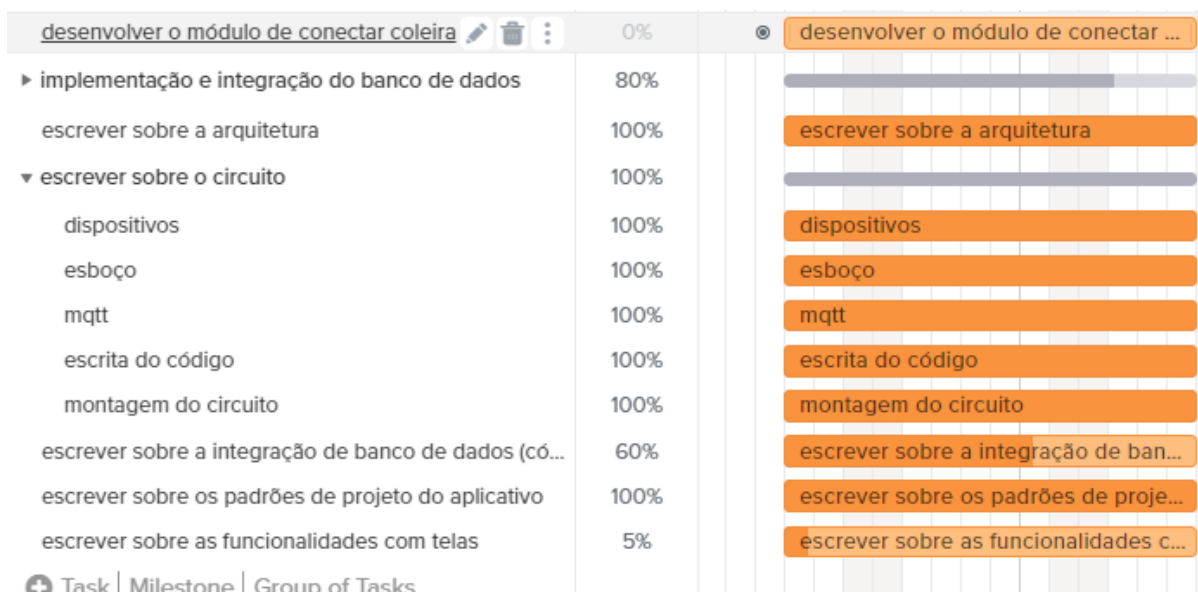 desenvolver o módulo de conectar coleira 0% desenvolver o módulo de conectar ...
implementação e integração do banco de dados 80%
escrever sobre a arquitetura 100% escrever sobre a arquitetura
escrever sobre o circuito 100%
dispositivos 100% dispositivos
esboço 100% esboço
mqtt 100% mqtt
escrita do código 100% escrita do código
montagem do circuito 100% montagem do circuito
escrever sobre a integração de banco de dados (có... 60% escrever sobre a integração de ban...
escrever sobre os padrões de projeto do aplicativo 100% escrever sobre os padrões de proje...
escrever sobre as funcionalidades com telas 5% escrever sobre as funcionalidades c...
Task | Milestone | Group of Tasks